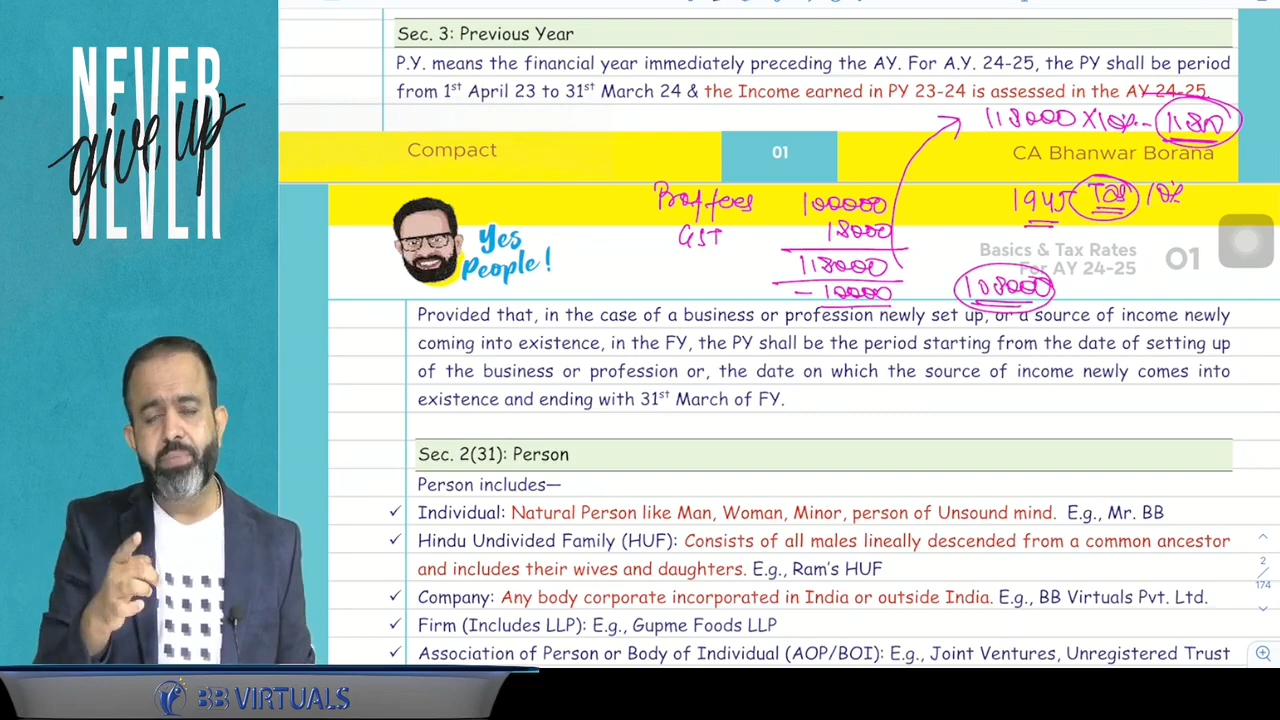 NEVER
give up
NEVER
Sec. 3: Previous Year
P.Y. means the financial year immediately preceding the AY. For A.Y. 24-25, the PY shall be period
from 1st April 23 to 31st March 24 & the Income earned in PY 23-24 is assessed in the AY 24-25.
118000 X10% - 11800
Compact
01
CA Bhanwar Borana
Prof fees 100000
194J TDS 10%
GST 18000
118000
- 10000
108000
Yes
People!
Basics & Tax Rates
For AY 24-25
01
Provided that, in the case of a business or profession newly set up, or a source of income newly
coming into existence, in the FY, the PY shall be the period starting from the date of setting up
of the business or profession or, the date on which the source of income newly comes into
existence and ending with 31st March of FY.
Sec. 2(31): Person
Person includes—
✓ Individual: Natural Person like Man, Woman, Minor, person of Unsound mind. E.g., Mr. BB
✓ Hindu Undivided Family (HUF): Consists of all males lineally descended from a common ancestor
and includes their wives and daughters. E.g., Ram's HUF
✓ Company: Any body corporate incorporated in India or outside India. E.g., BB Virtuals Pvt. Ltd.
✓ Firm (Includes LLP): E.g., Gupme Foods LLP
✓ Association of Person or Body of Individual (AOP/BOI): E.g., Joint Ventures, Unregistered Trust
2
174
BB VIRTUALS